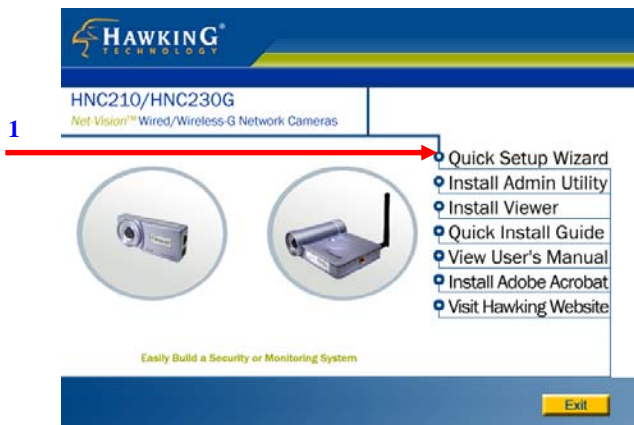 HAWKING®
TECHNOLOGY
HNC210/HNC230G
Net-Vision™ Wired/Wireless-G Network Cameras
1
Quick Setup Wizard
Install Admin Utility
Install Viewer
Quick Install Guide
View User's Manual
Install Adobe Acrobat
Visit Hawking Website
Easily Build a Security or Monitoring System
Exit